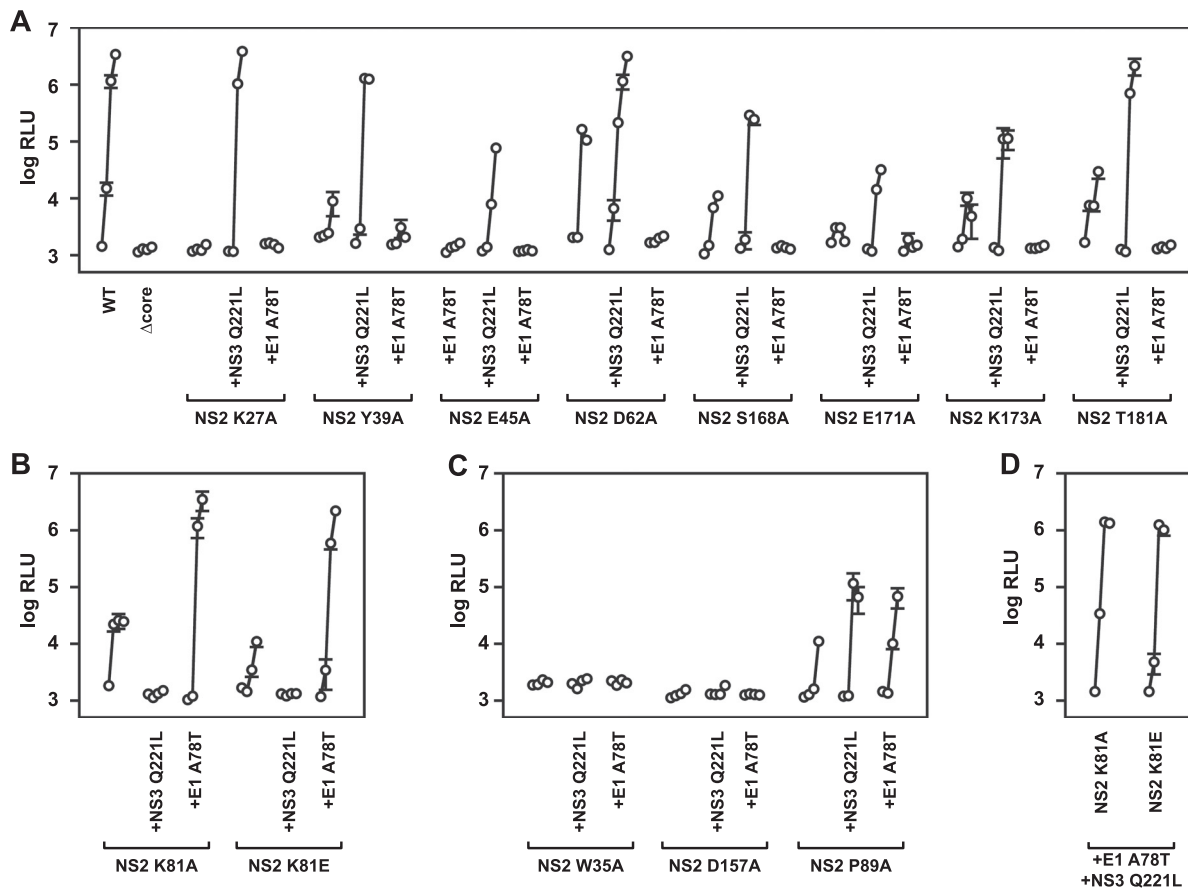 A
7
6
5
4
3
log RLU
WT
Δcore
+NS3 Q221L
+E1 A78T
+NS3 Q221L
+E1 A78T
+E1 A78T
+NS3 Q221L
+E1 A78T
+NS3 Q221L
+E1 A78T
+NS3 Q221L
+E1 A78T
+NS3 Q221L
+E1 A78T
+NS3 Q221L
+E1 A78T
+NS3 Q221L
+E1 A78T
NS2 K27A
NS2 Y39A
NS2 E45A
NS2 D62A
NS2 S168A
NS2 E171A
NS2 K173A
NS2 T181A
B
7
6
5
4
3
log RLU
+NS3 Q221L
+E1 A78T
+NS3 Q221L
+E1 A78T
NS2 K81A
NS2 K81E
C
7
6
5
4
3
log RLU
+NS3 Q221L
+E1 A78T
+NS3 Q221L
+E1 A78T
+NS3 Q221L
+E1 A78T
NS2 W35A
NS2 D157A
NS2 P89A
D
7
6
5
4
3
log RLU
NS2 K81A
NS2 K81E
+E1 A78T
+NS3 Q221L